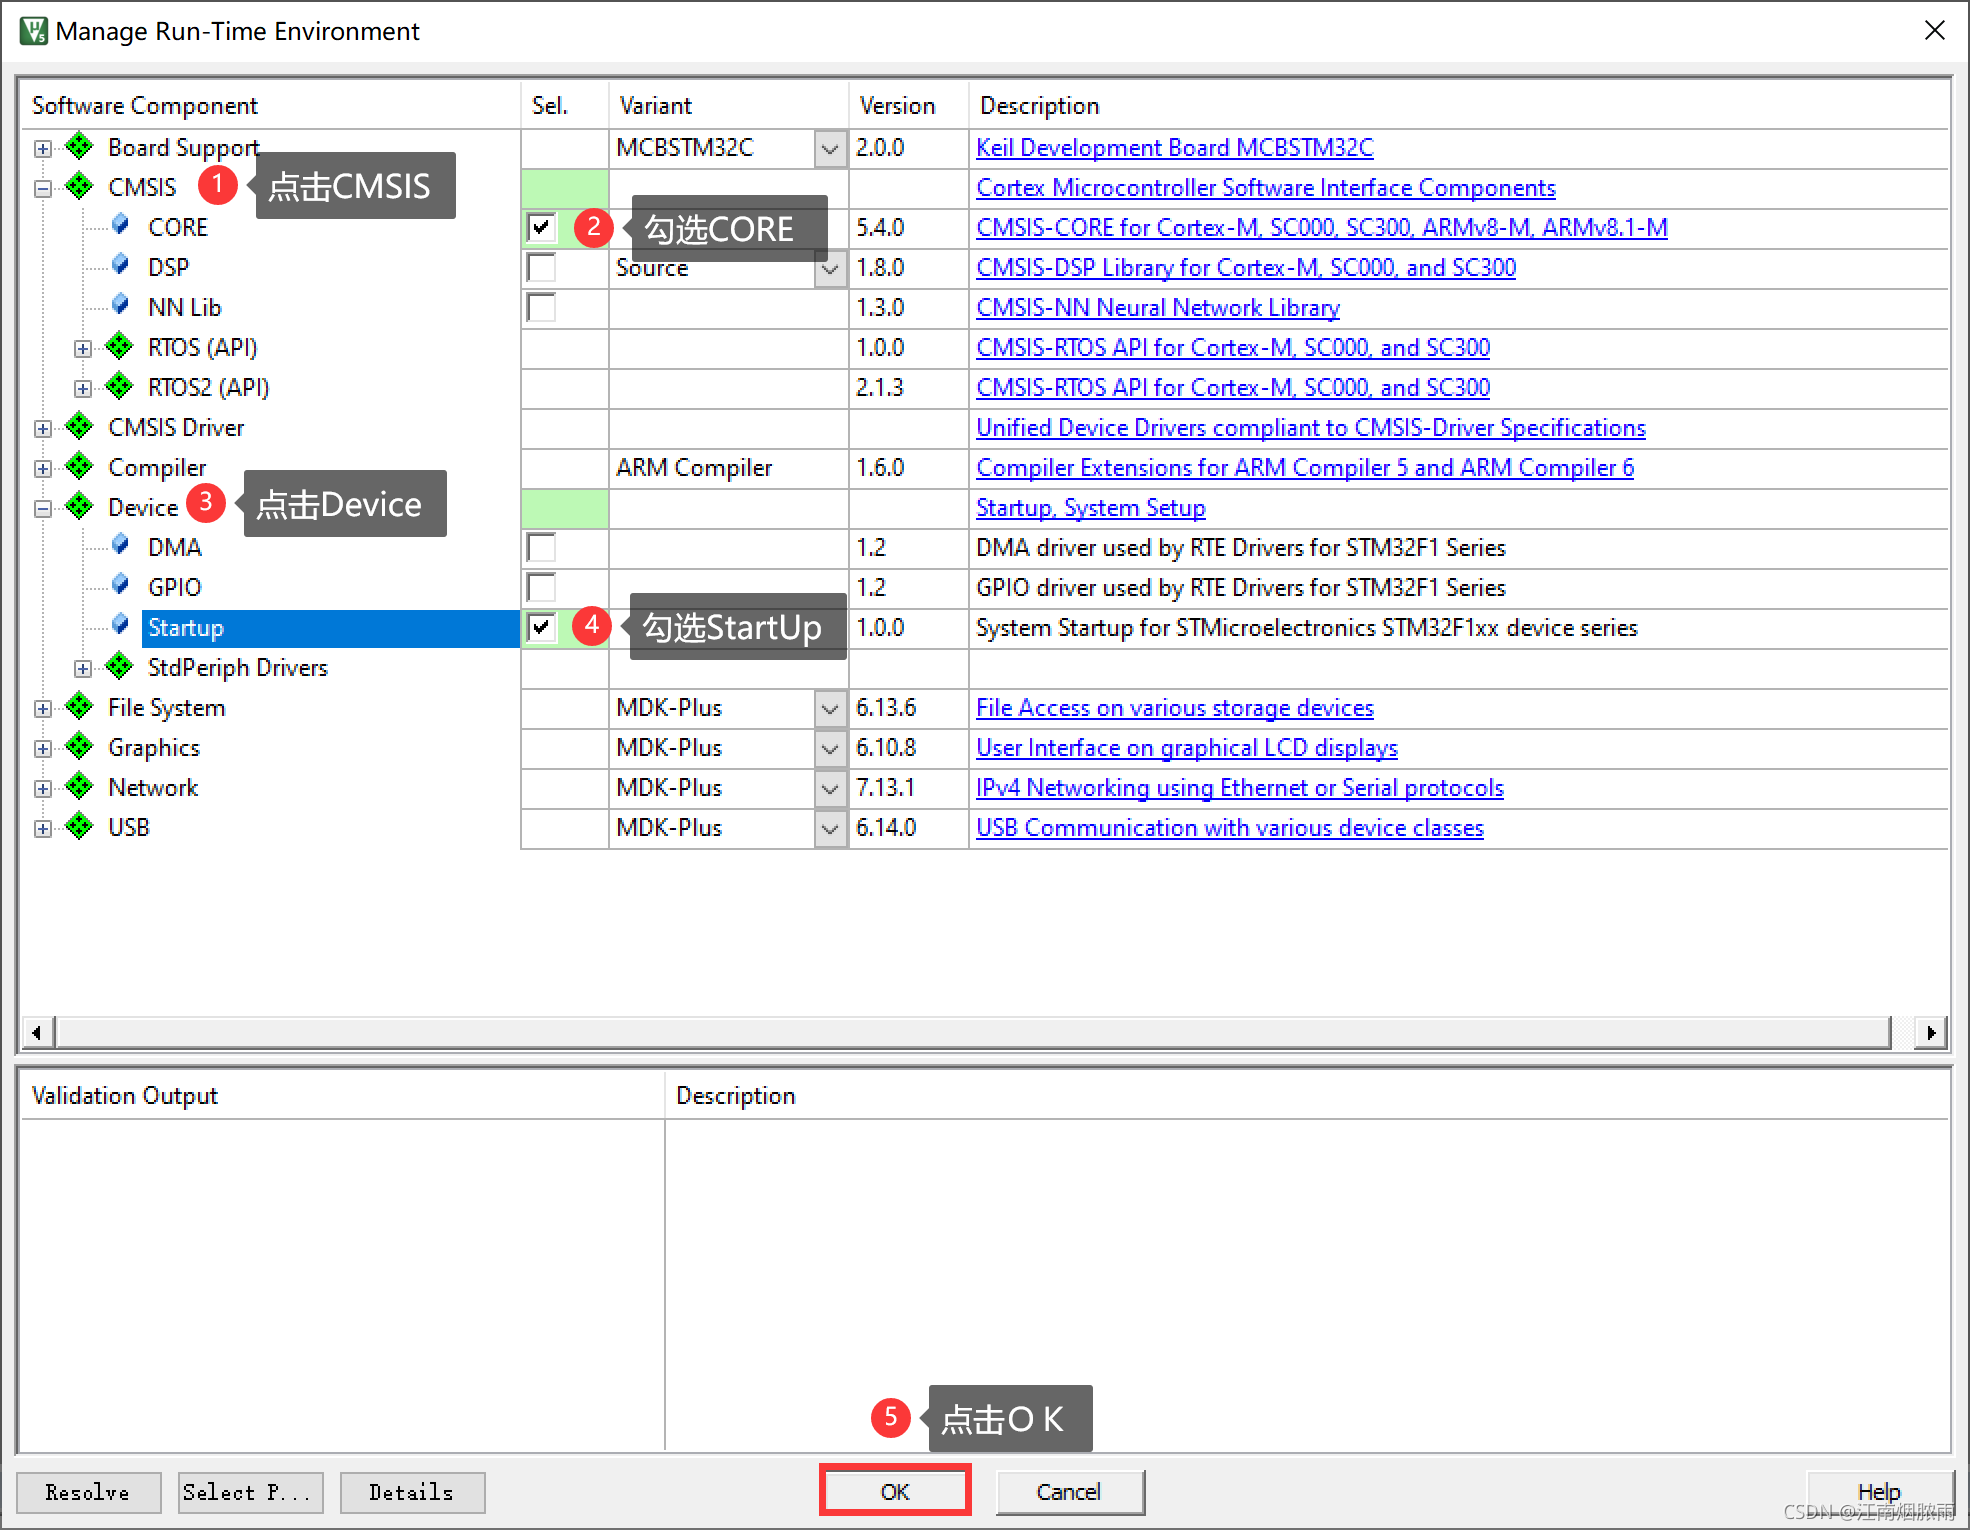 Manage Run-Time Environment
Software Component Sel. Variant Version Description
Board Support MCBSTM32C 2.0.0 Keil Development Board MCBSTM32C
CMSIS 1 点击CMSIS Cortex Microcontroller Software Interface Components
CORE 2 勾选CORE 5.4.0 CMSIS-CORE for Cortex-M, SC000, SC300, ARMv8-M, ARMv8.1-M
DSP Source 1.8.0 CMSIS-DSP Library for Cortex-M, SC000, and SC300
NN Lib 1.3.0 CMSIS-NN Neural Network Library
RTOS (API) 1.0.0 CMSIS-RTOS API for Cortex-M, SC000, and SC300
RTOS2 (API) 2.1.3 CMSIS-RTOS API for Cortex-M, SC000, and SC300
CMSIS Driver Unified Device Drivers compliant to CMSIS-Driver Specifications
Compiler ARM Compiler 1.6.0 Compiler Extensions for ARM Compiler 5 and ARM Compiler 6
Device 3 点击Device Startup, System Setup
DMA 1.2 DMA driver used by RTE Drivers for STM32F1 Series
GPIO 1.2 GPIO driver used by RTE Drivers for STM32F1 Series
Startup 4 勾选StartUp 1.0.0 System Startup for STMicroelectronics STM32F1xx device series
StdPeriph Drivers
File System MDK-Plus 6.13.6 File Access on various storage devices
Graphics MDK-Plus 6.10.8 User Interface on graphical LCD displays
Network MDK-Plus 7.13.1 IPv4 Networking using Ethernet or Serial protocols
USB MDK-Plus 6.14.0 USB Communication with various device classes
Validation Output Description
5 点击O K
Resolve Select P... Details OK Cancel Help
CSDN @江南烟脓雨